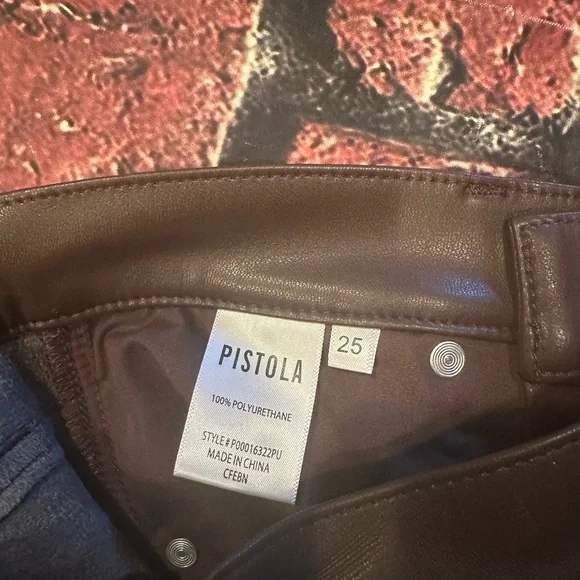 PISTOLA
25
100% POLYURETHANE
STYLE# P00016322PU
MADE IN CHINA
CFEBN